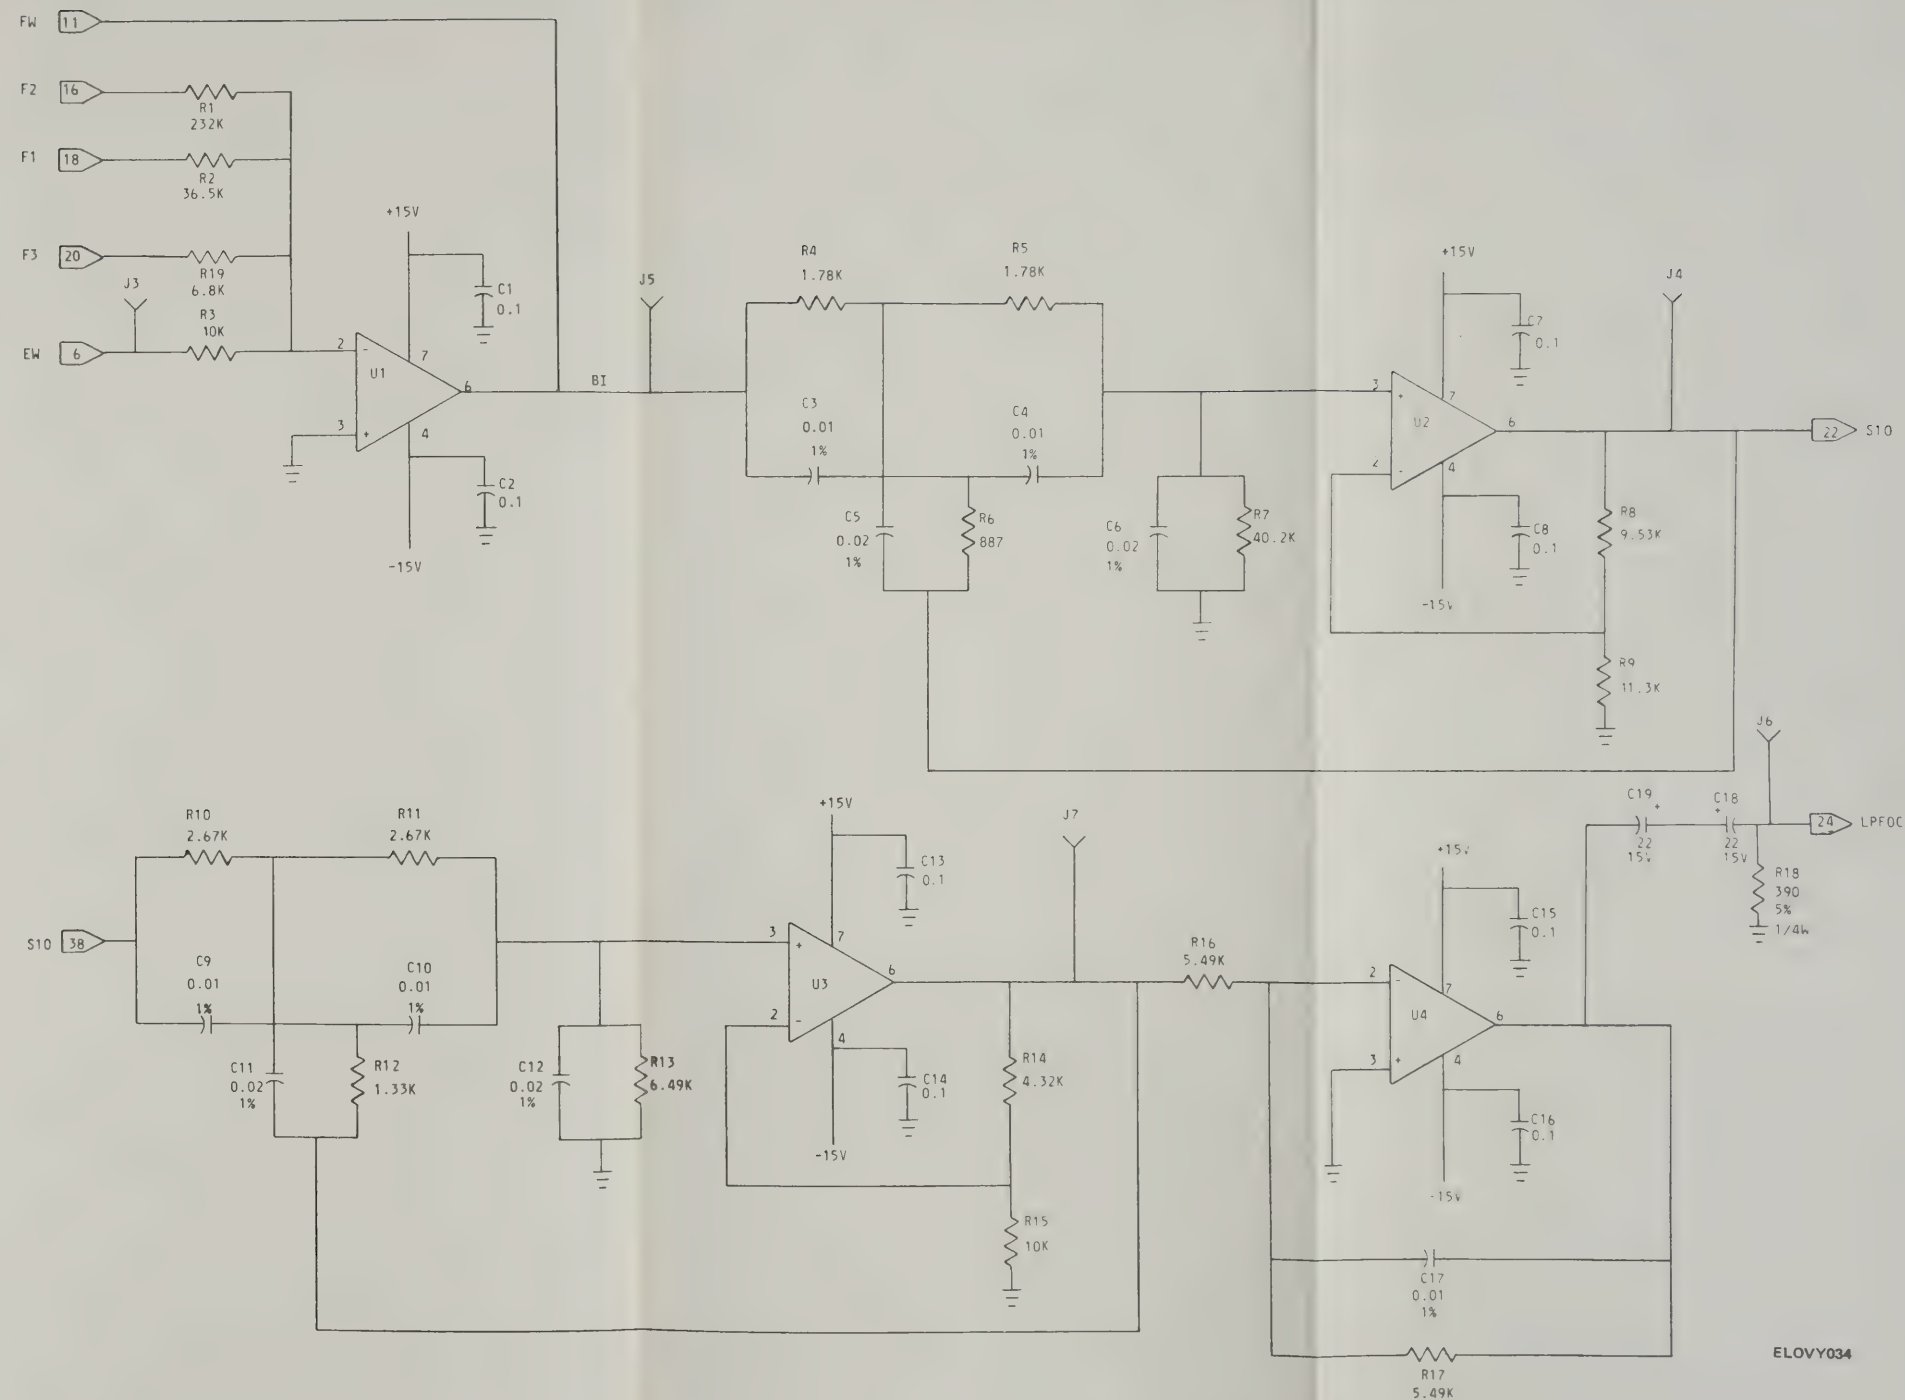 FW 11
F2 16
R1
232K
F1 18
R2
36.5K
+15V
F3 20
R19
6.8K
J3
R3
10K
EW 6
C1
0.1
2
-
U1
7
6
3
+
4
C2
0.1
-15V
BI
J5
R4
1.78K
R5
1.78K
C3
0.01
1%
C4
0.01
1%
C5
0.02
1%
R6
887
C6
0.02
1%
R7
40.2K
+15V
C7
0.1
J4
3
+
U2
7
6
2
-
4
22 S10
C8
0.1
R8
9.53K
-15V
R9
11.3K
J6
R10
2.67K
R11
2.67K
S10 38
C9
0.01
1%
C10
0.01
1%
C11
0.02
1%
R12
1.33K
C12
0.02
1%
R13
6.49K
+15V
C13
0.1
J7
3
+
U3
7
6
2
-
4
C14
0.1
-15V
R14
4.32K
R15
10K
R16
5.49K
+15V
C15
0.1
2
-
U4
7
6
3
+
4
C16
0.1
-15V
C19
+
22
15V
C18
+
22
15V
24 LPFOC
R18
390
5%
1/4W
C17
0.01
1%
R17
5.49K
ELOVY034